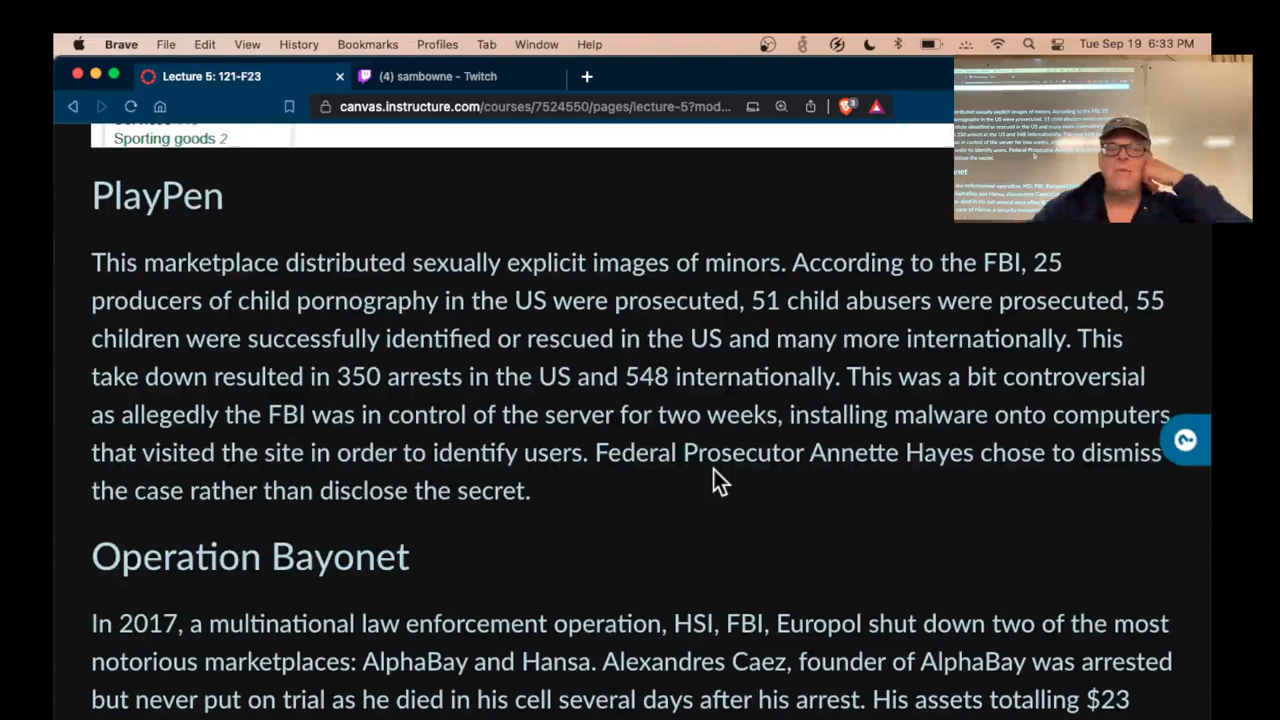 Brave File Edit View History Bookmarks Profiles Tab Window Help Tue Sep 19 6:33 PM
Lecture 5: 121-F23 (4) sambowne - Twitch
canvas.instructure.com/courses/7524550/pages/lecture-5?mod...
3
Sporting goods 2
PlayPen
This marketplace distributed sexually explicit images of minors. According to the FBI, 25
producers of child pornography in the US were prosecuted, 51 child abusers were prosecuted, 55
children were successfully identified or rescued in the US and many more internationally. This
take down resulted in 350 arrests in the US and 548 internationally. This was a bit controversial
as allegedly the FBI was in control of the server for two weeks, installing malware onto computers
that visited the site in order to identify users. Federal Prosecutor Annette Hayes chose to dismiss
the case rather than disclose the secret.
Operation Bayonet
In 2017, a multinational law enforcement operation, HSI, FBI, Europol shut down two of the most
notorious marketplaces: AlphaBay and Hansa. Alexandres Caez, founder of AlphaBay was arrested
but never put on trial as he died in his cell several days after his arrest. His assets totalling $23